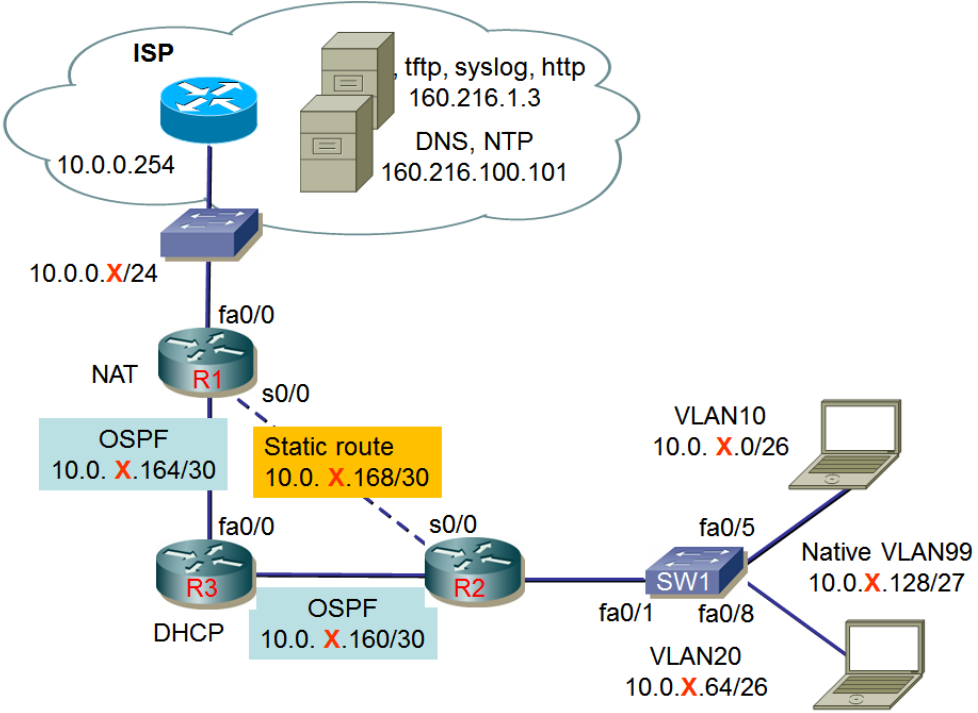 ISP
, tftp, syslog, http
160.216.1.3
DNS, NTP
160.216.100.101
10.0.0.254
10.0.0.X/24
fa0/0
NAT
R1
s0/0
OSPF
10.0. X.164/30
Static route
10.0. X.168/30
VLAN10
10.0. X.0/26
fa0/0
s0/0
fa0/5
Native VLAN99
10.0.X.128/27
R3
R2
SW1
DHCP
OSPF
10.0. X.160/30
fa0/1
fa0/8
VLAN20
10.0.X.64/26